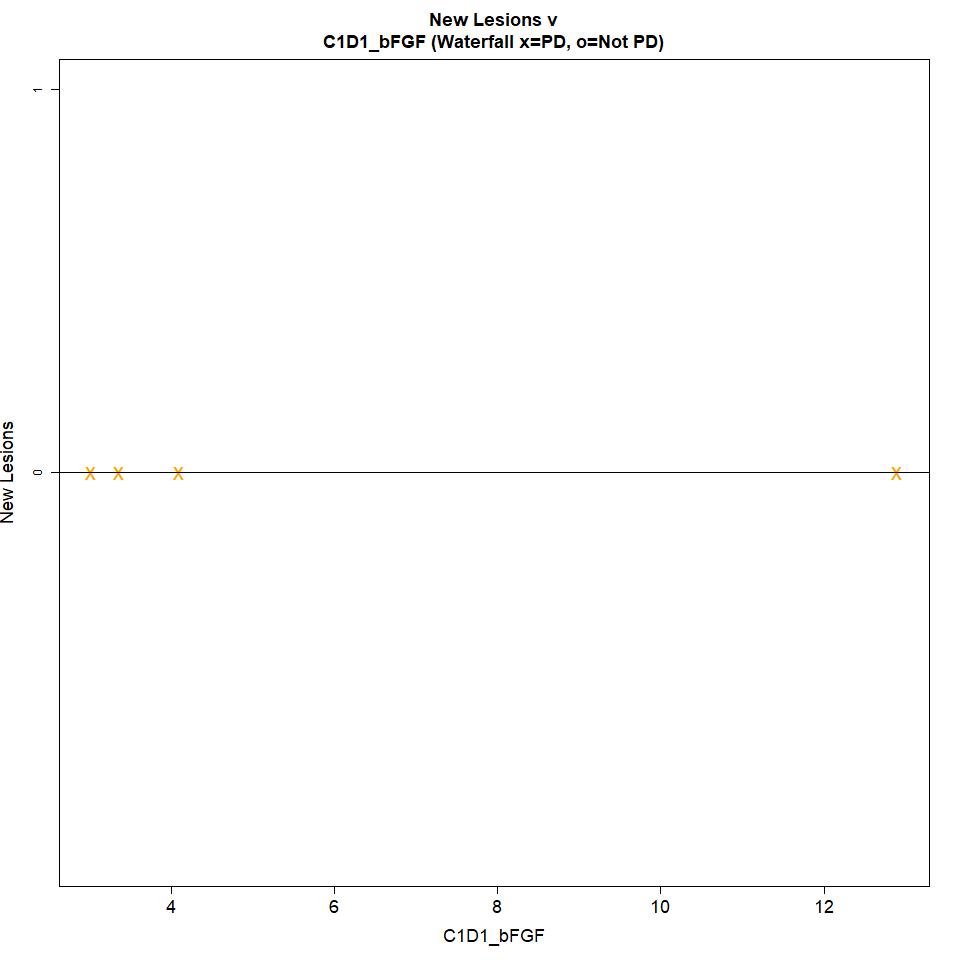 New Lesions v
C1D1_bFGF (Waterfall x=PD, o=Not PD)
1
0
New Lesions
x x x x
4 6 8 10 12
C1D1_bFGF